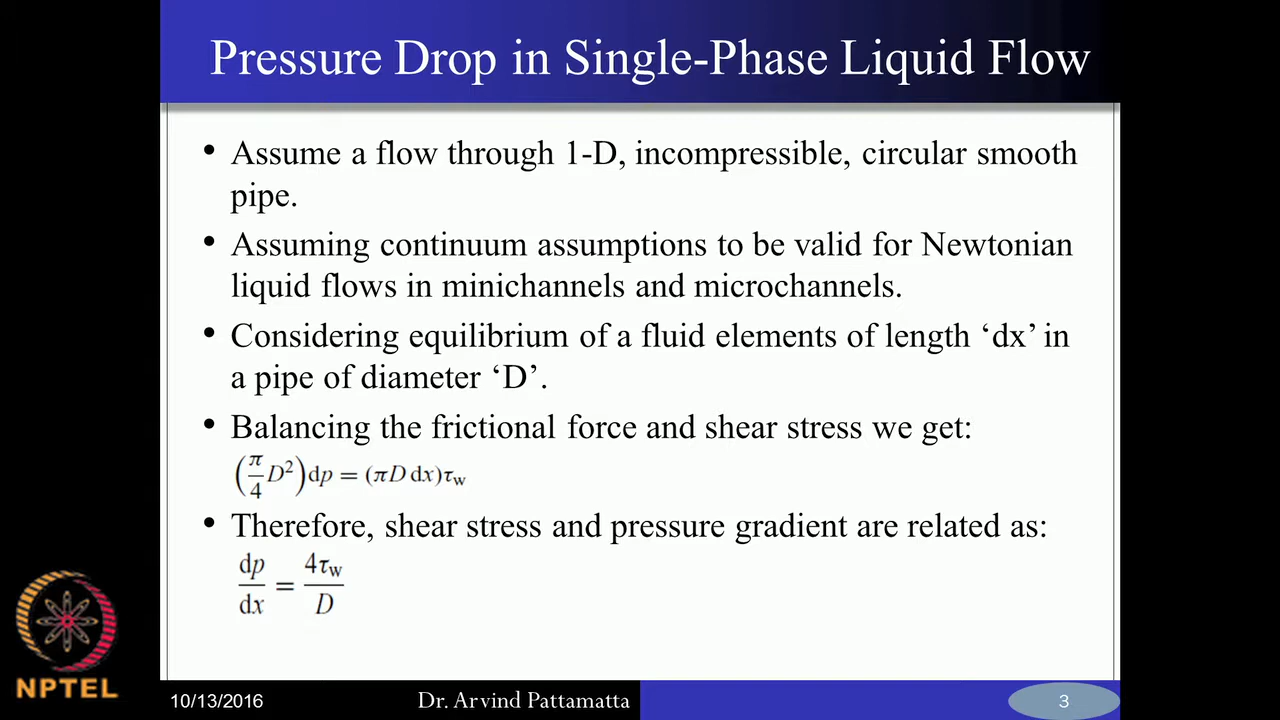 Pressure Drop in Single-Phase Liquid Flow
• Assume a flow through 1-D, incompressible, circular smooth
pipe.
• Assuming continuum assumptions to be valid for Newtonian
liquid flows in minichannels and microchannels.
• Considering equilibrium of a fluid elements of length ‘dx’ in
a pipe of diameter ‘D’.
• Balancing the frictional force and shear stress we get:
(π/4 D²)dp = (πD dx)τw
• Therefore, shear stress and pressure gradient are related as:
dp/dx = 4τw/D
NPTEL
10/13/2016 Dr. Arvind Pattamatta 3